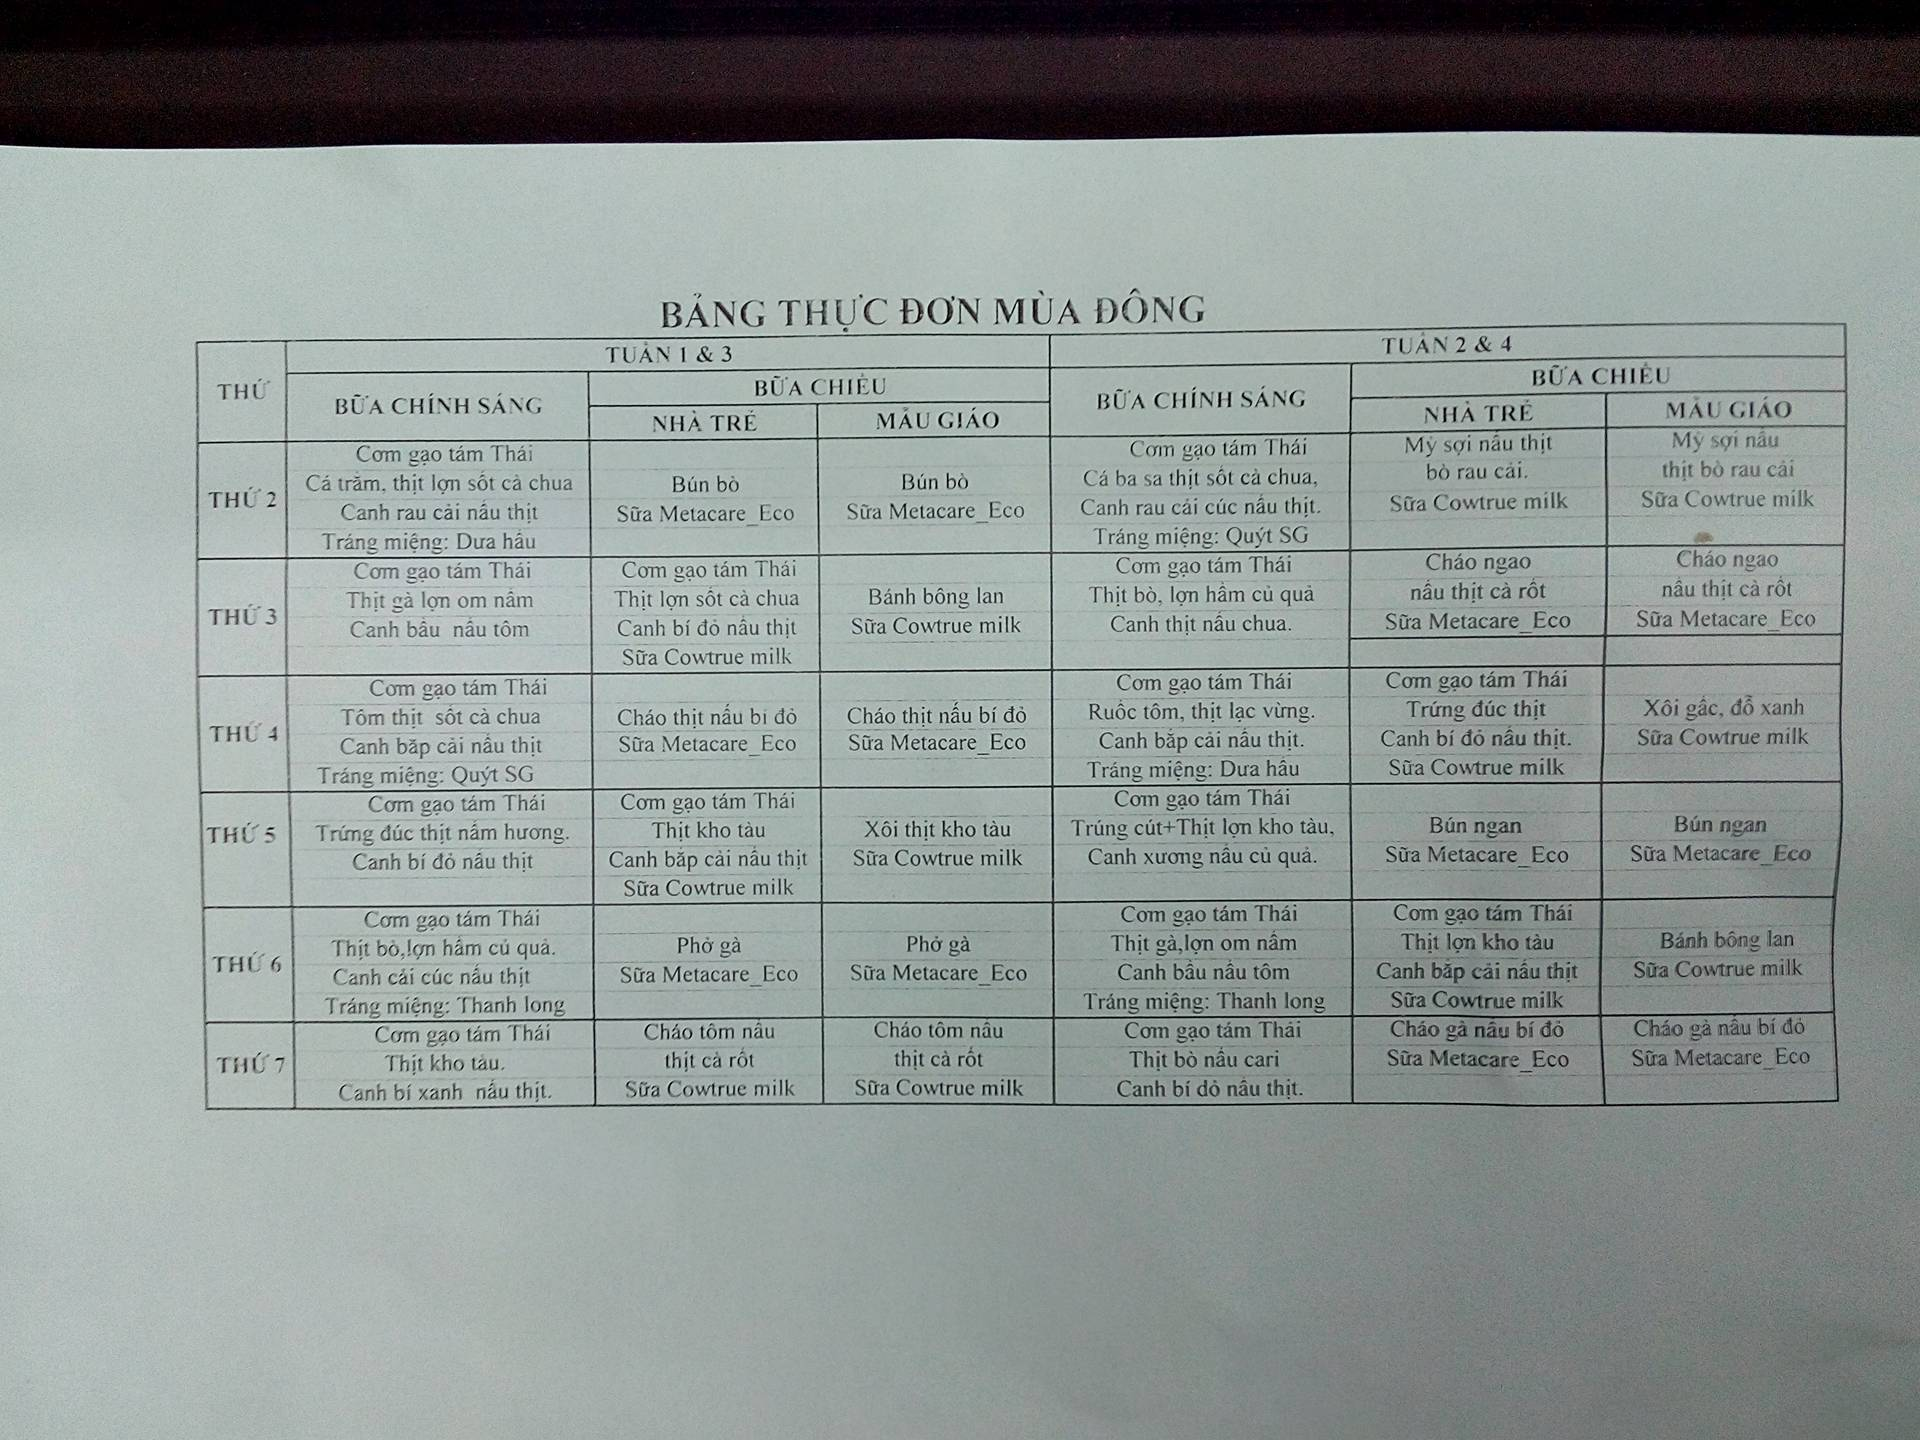 BẢNG THỰC ĐƠN MÙA ĐÔNG
THỨ
TUẦN 1 & 3
TUẦN 2 & 4
BỮA CHÍNH SÁNG
BỮA CHIỀU
BỮA CHÍNH SÁNG
BỮA CHIỀU
NHÀ TRẺ
MẪU GIÁO
NHÀ TRẺ
MẪU GIÁO
THỨ 2
Cơm gạo tám Thái
Cá trắm, thịt lợn sốt cà chua
Canh rau cải nấu thịt
Tráng miệng: Dưa hấu
Bún bò
Sữa Metacare_Eco
Bún bò
Sữa Metacare_Eco
Cơm gạo tám Thái
Cá ba sa thịt sốt cà chua,
Canh rau cải cúc nấu thịt.
Tráng miệng: Quýt SG
Mỳ sợi nấu thịt
bò rau cải.
Sữa Cowtrue milk
Mỳ sợi nấu
thịt bò rau cải
Sữa Cowtrue milk
THỨ 3
Cơm gạo tám Thái
Thịt gà lợn om nấm
Canh bầu nấu tôm
Cơm gạo tám Thái
Thịt lợn sốt cà chua
Canh bí đỏ nấu thịt
Sữa Cowtrue milk
Bánh bông lan
Sữa Cowtrue milk
Cơm gạo tám Thái
Thịt bò, lợn hầm củ quả
Canh thịt nấu chua.
Cháo ngao
nấu thịt cà rốt
Sữa Metacare_Eco
Cháo ngao
nấu thịt cà rốt
Sữa Metacare_Eco
THỨ 4
Cơm gạo tám Thái
Tôm thịt sốt cà chua
Canh bắp cải nấu thịt
Tráng miệng: Quýt SG
Cháo thịt nấu bí đỏ
Sữa Metacare_Eco
Cháo thịt nấu bí đỏ
Sữa Metacare_Eco
Cơm gạo tám Thái
Ruốc tôm, thịt lạc vừng.
Canh bắp cải nấu thịt.
Tráng miệng: Dưa hấu
Cơm gạo tám Thái
Trứng đúc thịt
Canh bí đỏ nấu thịt.
Sữa Cowtrue milk
Xôi gấc, đỗ xanh
Sữa Cowtrue milk
THỨ 5
Cơm gạo tám Thái
Trứng đúc thịt nấm hương.
Canh bí đỏ nấu thịt
Cơm gạo tám Thái
Thịt kho tàu
Canh bắp cải nấu thịt
Sữa Cowtrue milk
Xôi thịt kho tàu
Sữa Cowtrue milk
Cơm gạo tám Thái
Trúng cút+Thịt lợn kho tàu,
Canh xương nấu củ quả.
Bún ngan
Sữa Metacare_Eco
Bún ngan
Sữa Metacare_Eco
THỨ 6
Cơm gạo tám Thái
Thịt bò,lợn hầm củ quả.
Canh cải cúc nấu thịt
Tráng miệng: Thanh long
Phở gà
Sữa Metacare_Eco
Phở gà
Sữa Metacare_Eco
Cơm gạo tám Thái
Thịt gà,lợn om nấm
Canh bầu nấu tôm
Tráng miệng: Thanh long
Cơm gạo tám Thái
Thịt lợn kho tàu
Canh bắp cải nấu thịt
Sữa Cowtrue milk
Bánh bông lan
Sữa Cowtrue milk
THỨ 7
Cơm gạo tám Thái
Thịt kho tàu.
Canh bí xanh nấu thịt.
Cháo tôm nấu
thịt cà rốt
Sữa Cowtrue milk
Cháo tôm nấu
thịt cà rốt
Sữa Cowtrue milk
Cơm gạo tám Thái
Thịt bò nấu cari
Canh bí đỏ nấu thịt.
Cháo gà nấu bí đỏ
Sữa Metacare_Eco
Cháo gà nấu bí đỏ
Sữa Metacare_Eco